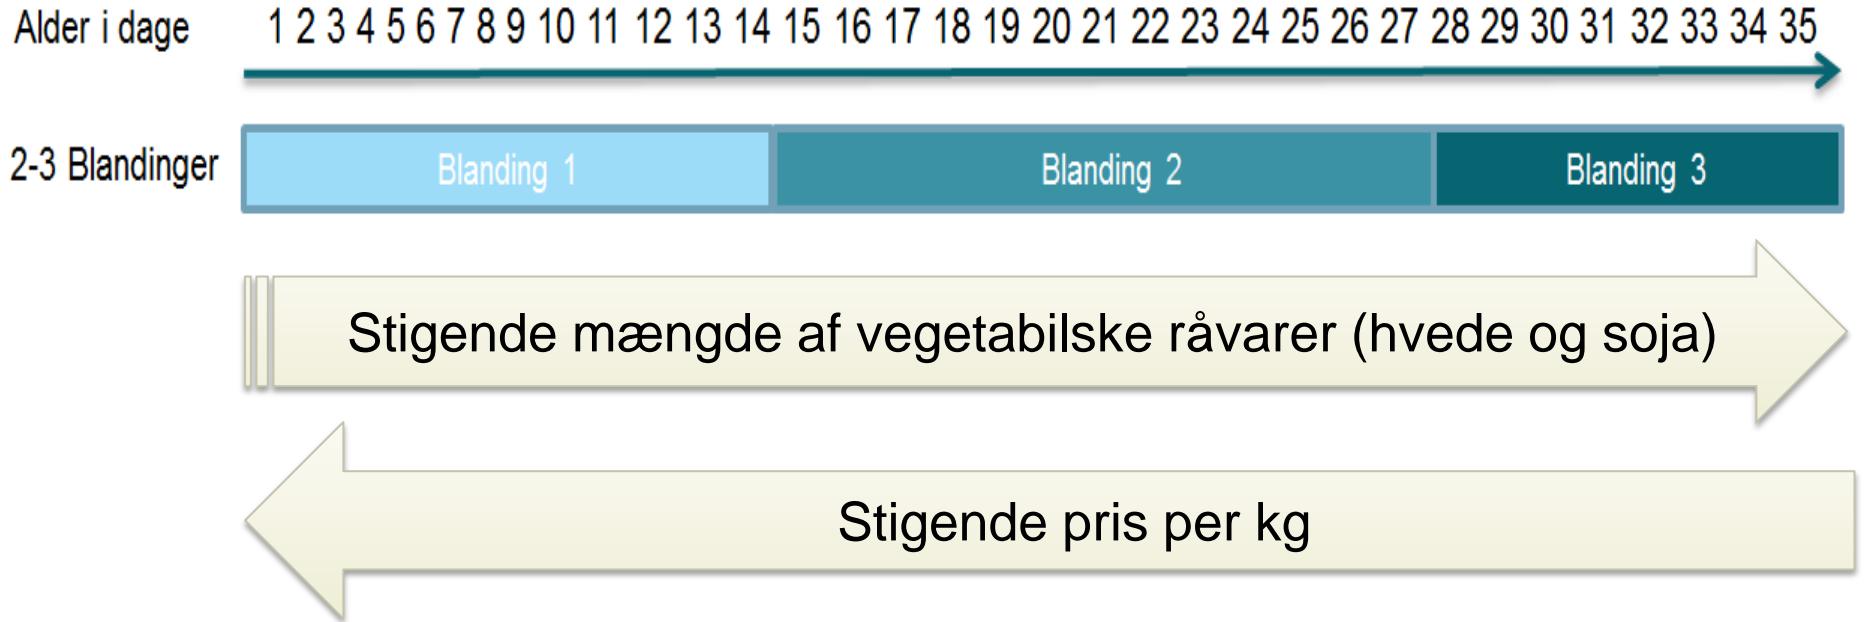 Alder i dage 1 2 3 4 5 6 7 8 9 10 11 12 13 14 15 16 17 18 19 20 21 22 23 24 25 26 27 28 29 30 31 32 33 34 35
2-3 Blandinger Blanding 1 Blanding 2 Blanding 3
Stigende mængde af vegetabilske råvarer (hvede og soja)
Stigende pris per kg